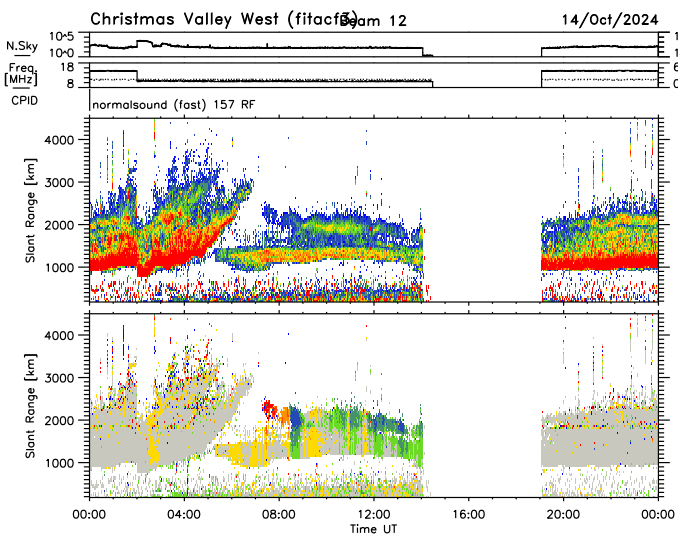 Christmas Valley West (fitacf3) Beam 12 14/Oct/2024
N.Sky 10^0
Freq. 18 6
[MHz] 8 0
CPID normalsound (fast) 157 RF
4000
3000
2000
1000
Slant Range [km]
4000
3000
2000
1000
Slant Range [km]
00:00 04:00 08:00 12:00 16:00 20:00 00:00
Time UT